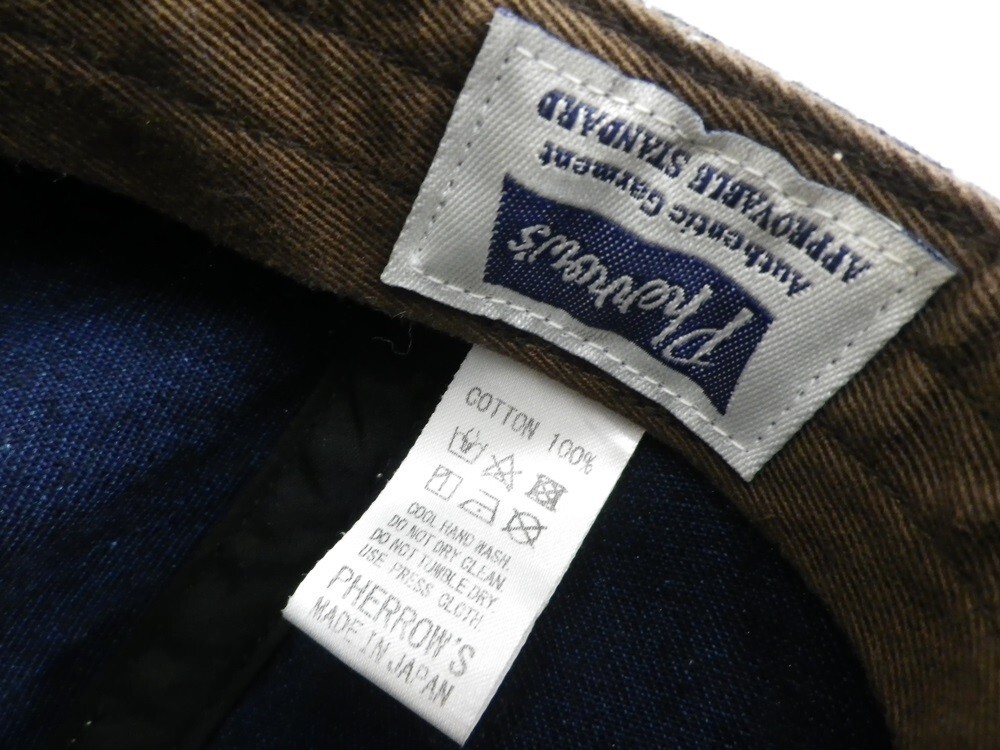 Pherrow's
Authentic Garment
APPROVABLE STANDARD
COTTON 100%
COOL HAND WASH.
DO NOT DRY CLEAN.
DO NOT TUMBLE DRY
USE PRESS CLOTH.
PHERROW'S
MADE IN JAPAN